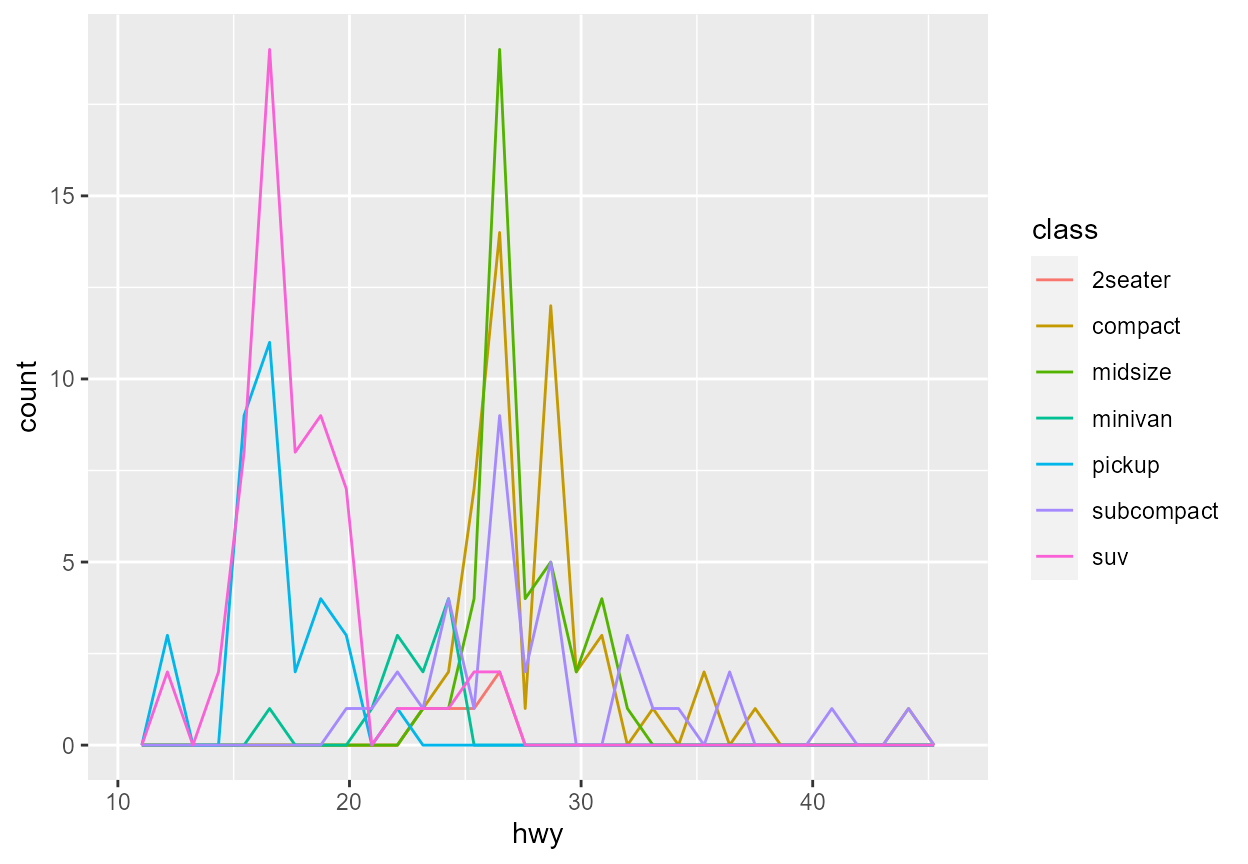 15
10
5
0
10 20 30 40
hwy
count
class
2seater
compact
midsize
minivan
pickup
subcompact
suv